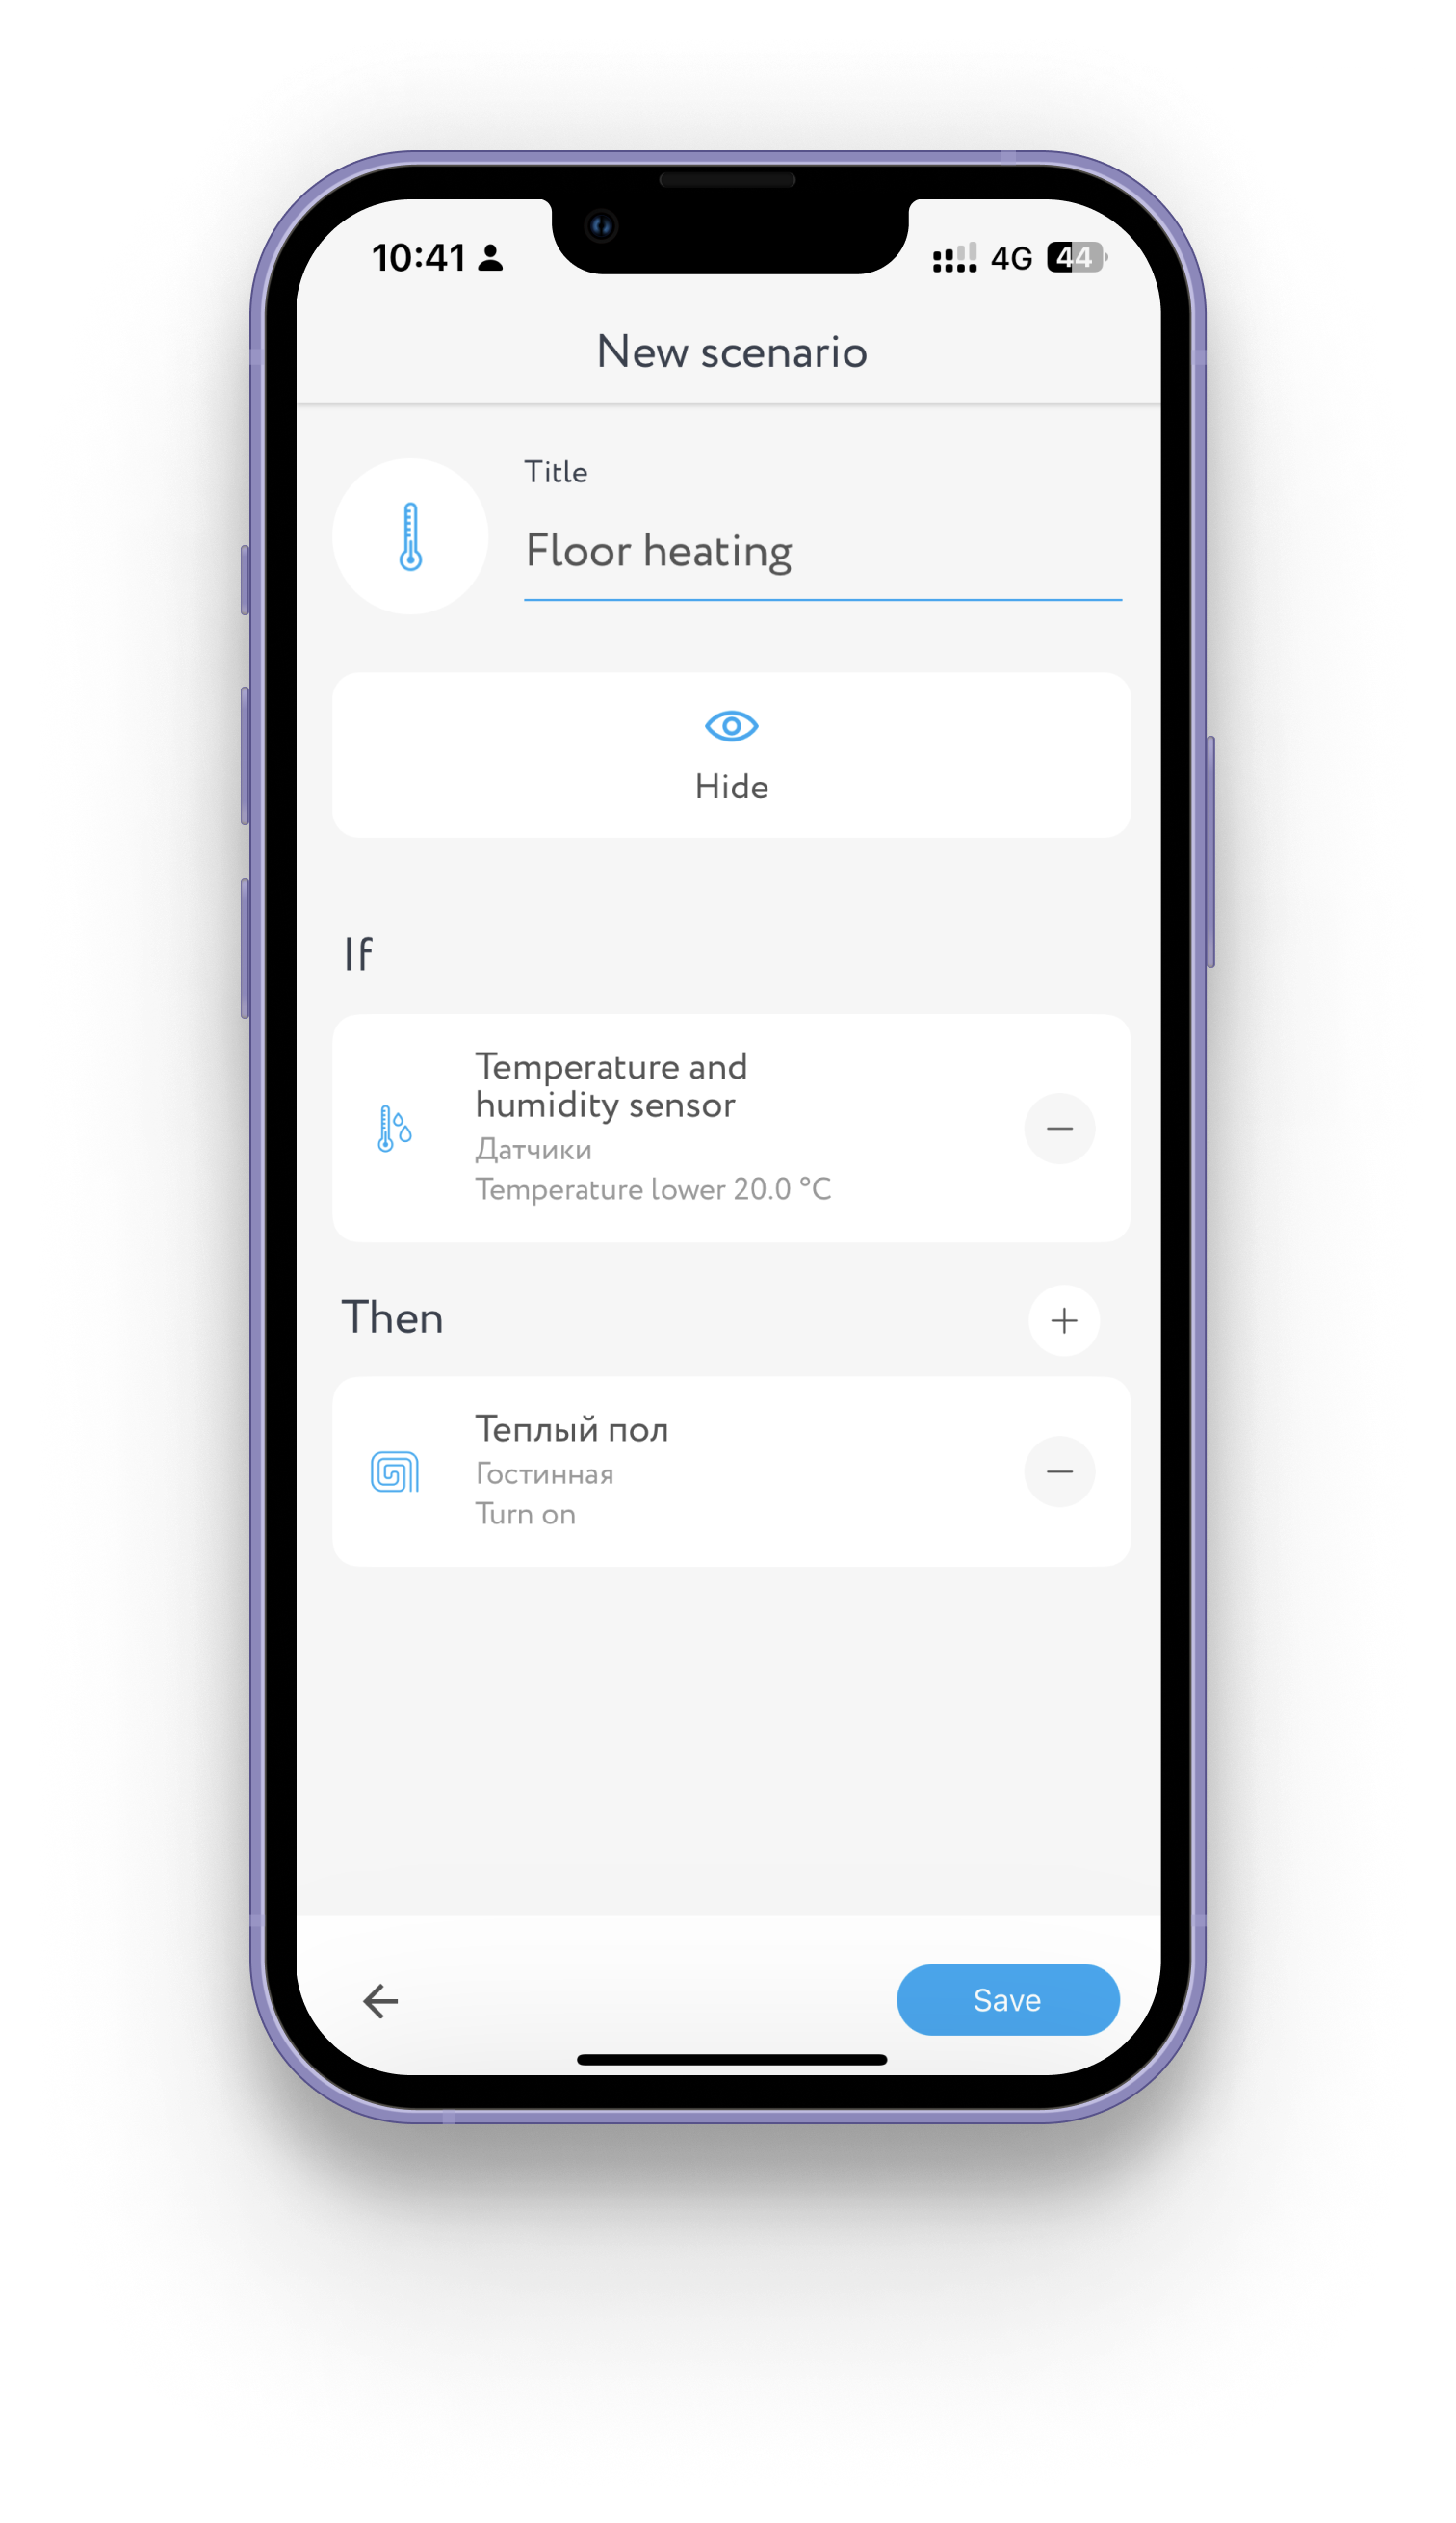 10:41
4G
44
New scenario
Title
Floor heating
Hide
If
Temperature and
humidity sensor
Датчики
Temperature lower 20.0 °C
Then
Теплый пол
Гостинная
Turn on
Save